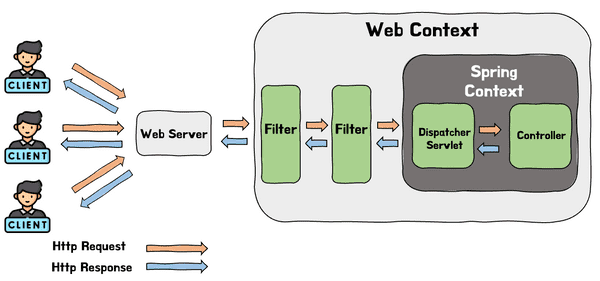 Web Context
Spring
Context
CLIENT
CLIENT
CLIENT
Web Server
Filter
Filter
Dispatcher
Servlet
Controller
Http Request
Http Response